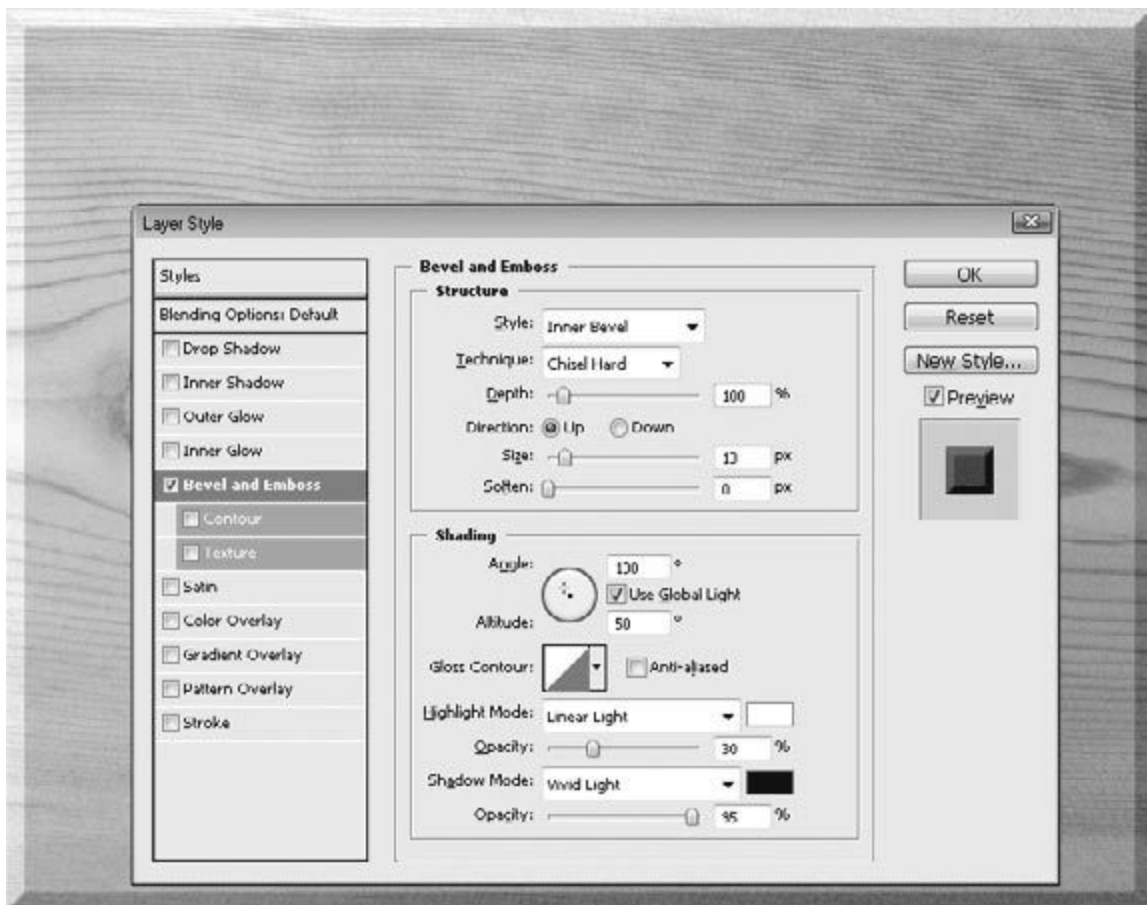 Layer Style
Styles
Blending Options: Default
Drop Shadow
Inner Shadow
Outer Glow
Inner Glow
Bevel and Emboss
Contour
Texture
Satin
Color Overlay
Gradient Overlay
Pattern Overlay
Stroke
Bevel and Emboss
Structure
Style: Inner Bevel
Technique: Chisel Hard
Depth: 100 %
Direction: Up Down
Size: px
Soften: 0 px
Shading
Angle: °
Use Global Light
Altitude: 50 °
Gloss Contour: Anti-aliased
Highlight Mode: Linear Light
Opacity: 30 %
Shadow Mode: Vivid Light
Opacity: 95 %
OK
Reset
New Style...
Preview